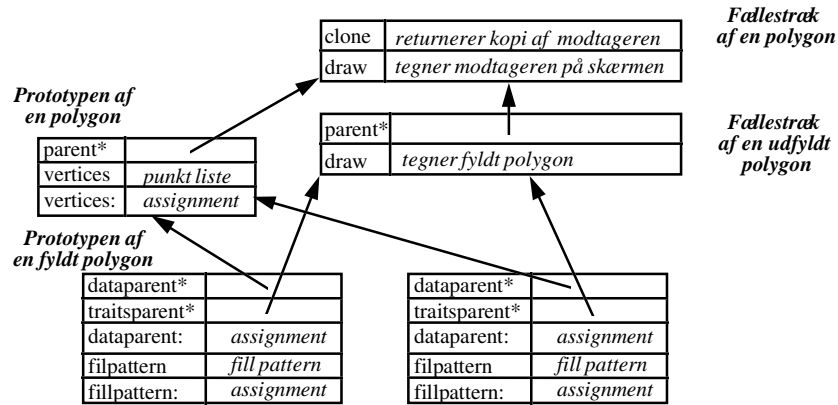 Fællestræk
af en polygon
clone returnerer kopi af modtageren
draw tegner modtageren på skærmen
Prototypen af
en polygon
parent*
vertices punkt liste
vertices: assignment
parent*
draw tegner fyldt polygon
Fællestræk
af en udfyldt
polygon
Prototypen af
en fyldt polygon
dataparent*
traitsparent*
dataparent: assignment
filpattern fill pattern
fillpattern: assignment
dataparent*
traitsparent*
dataparent: assignment
filpattern fill pattern
fillpattern: assignment